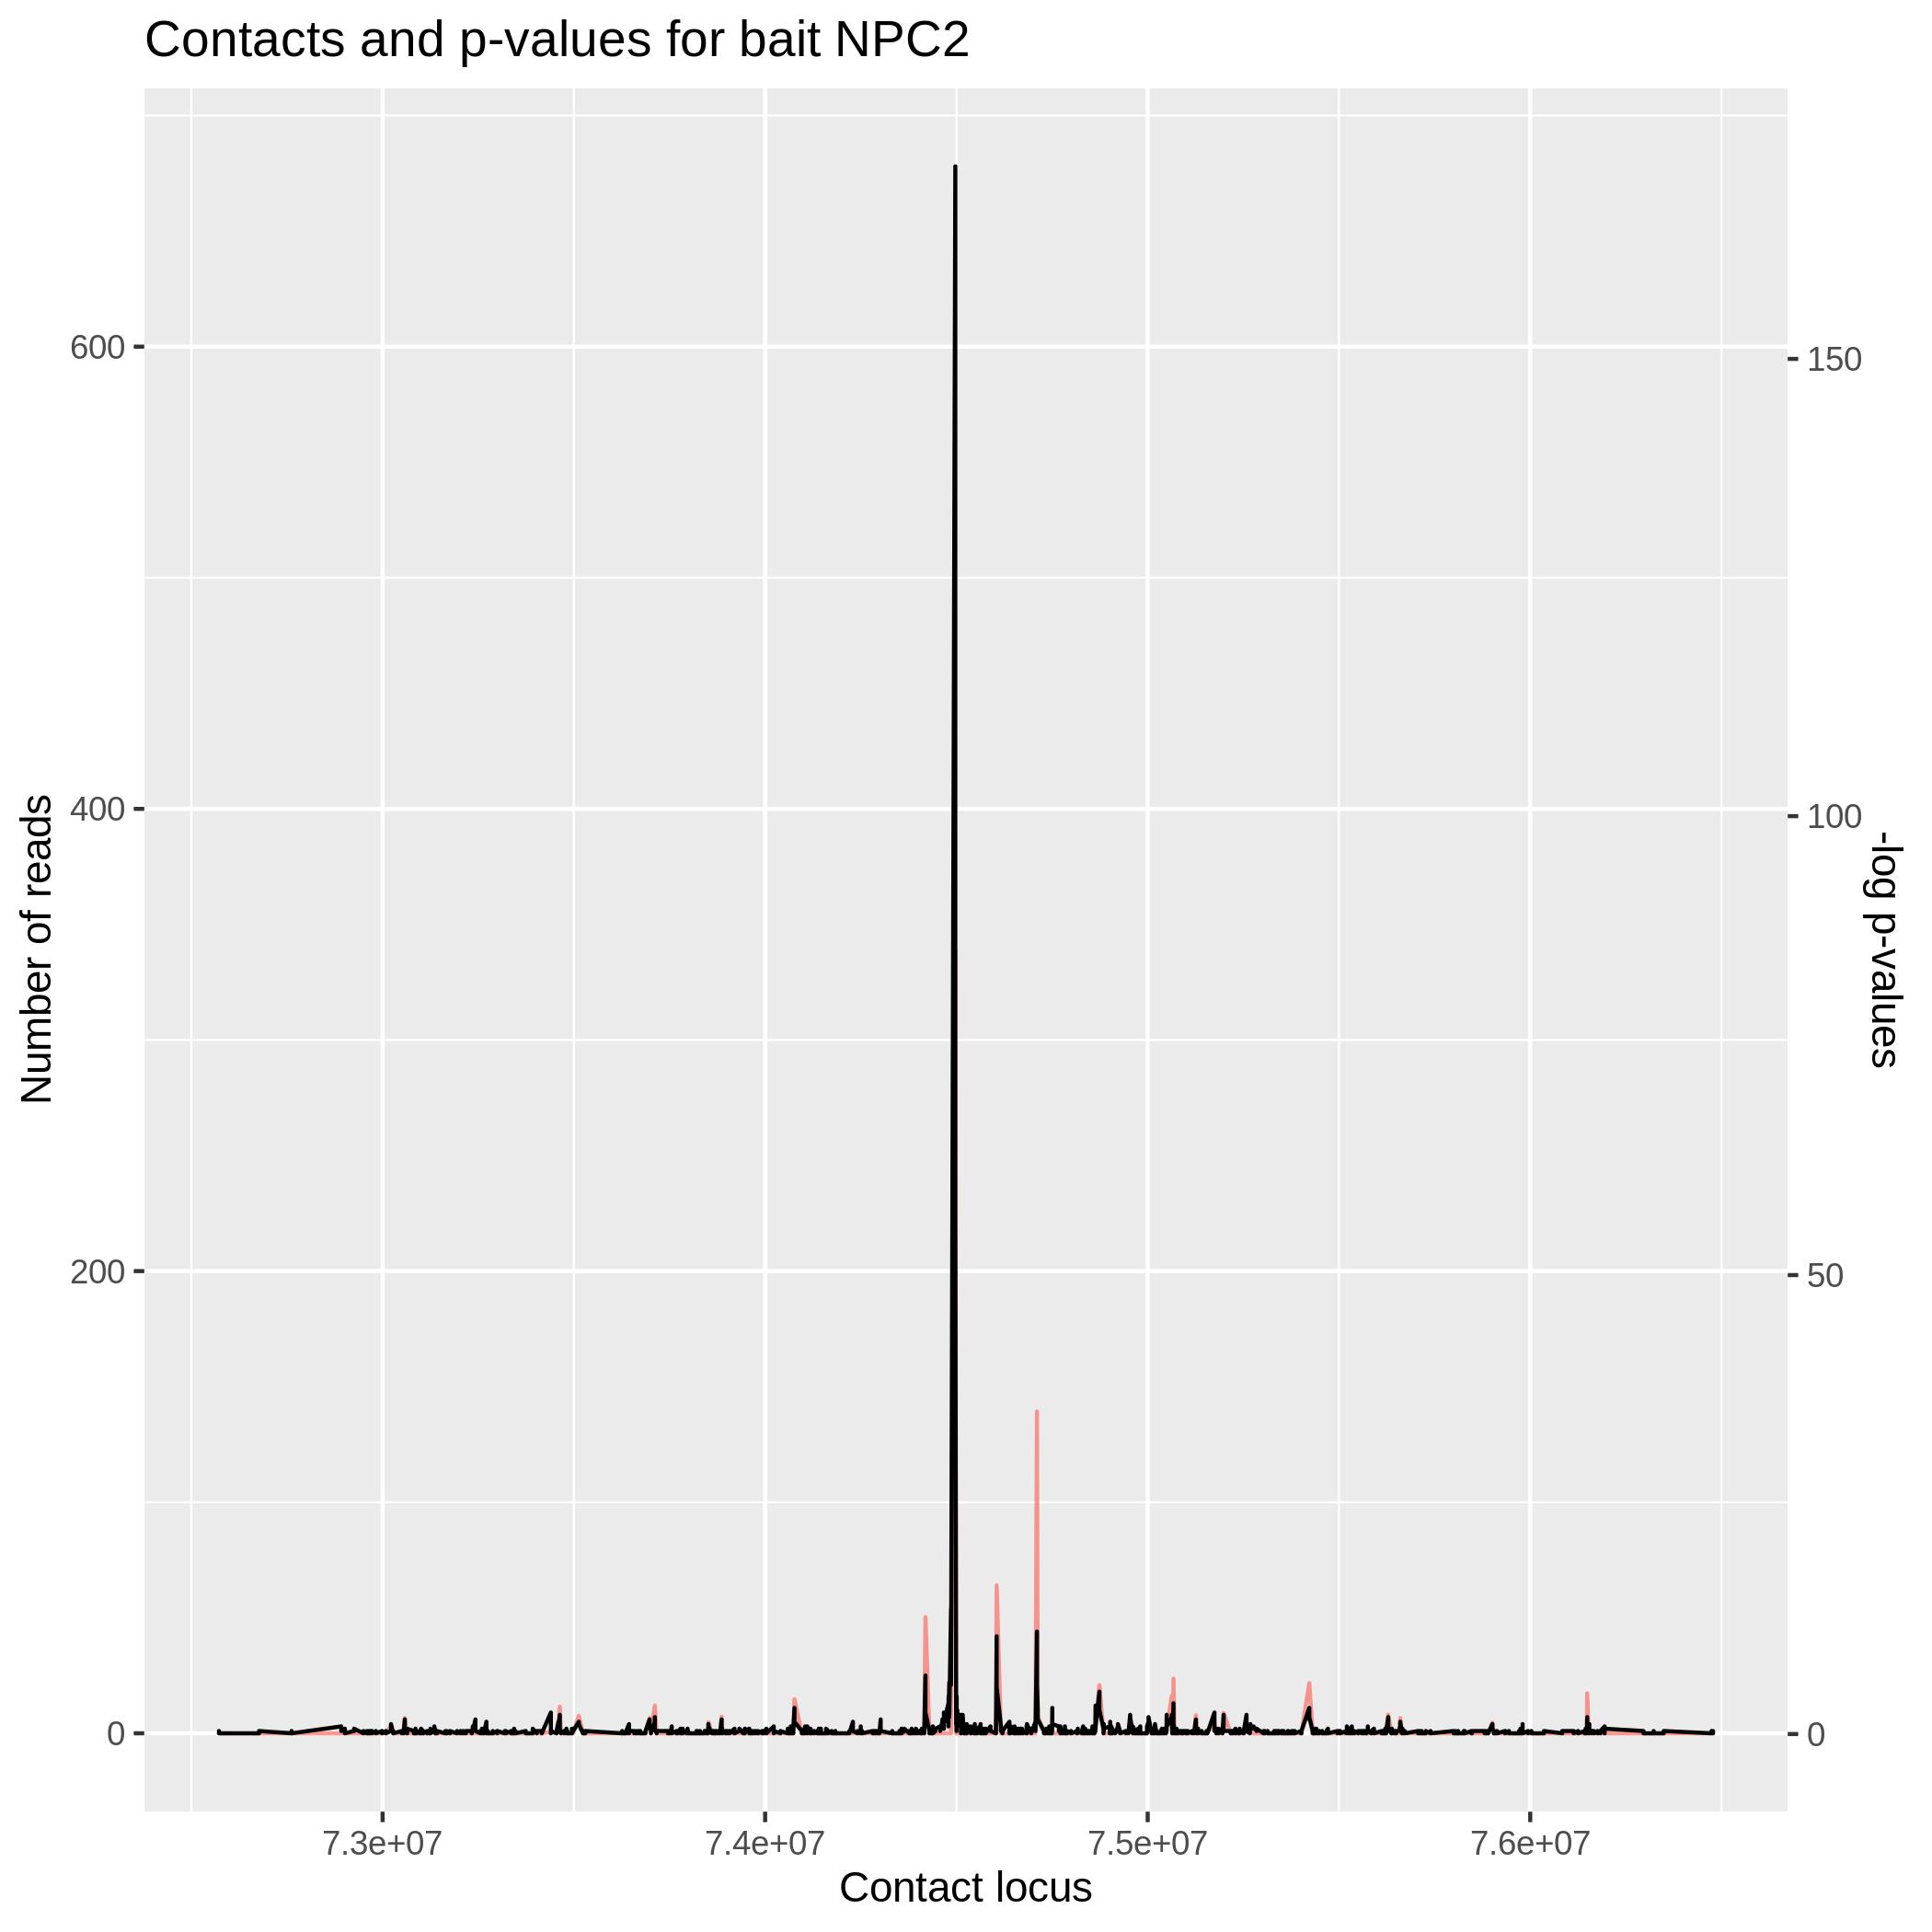 Contacts and p-values for bait NPC2
Number of reads
600
400
200
0
150
100
50
0
-log p-values
7.3e+07
7.4e+07
7.5e+07
7.6e+07
Contact locus